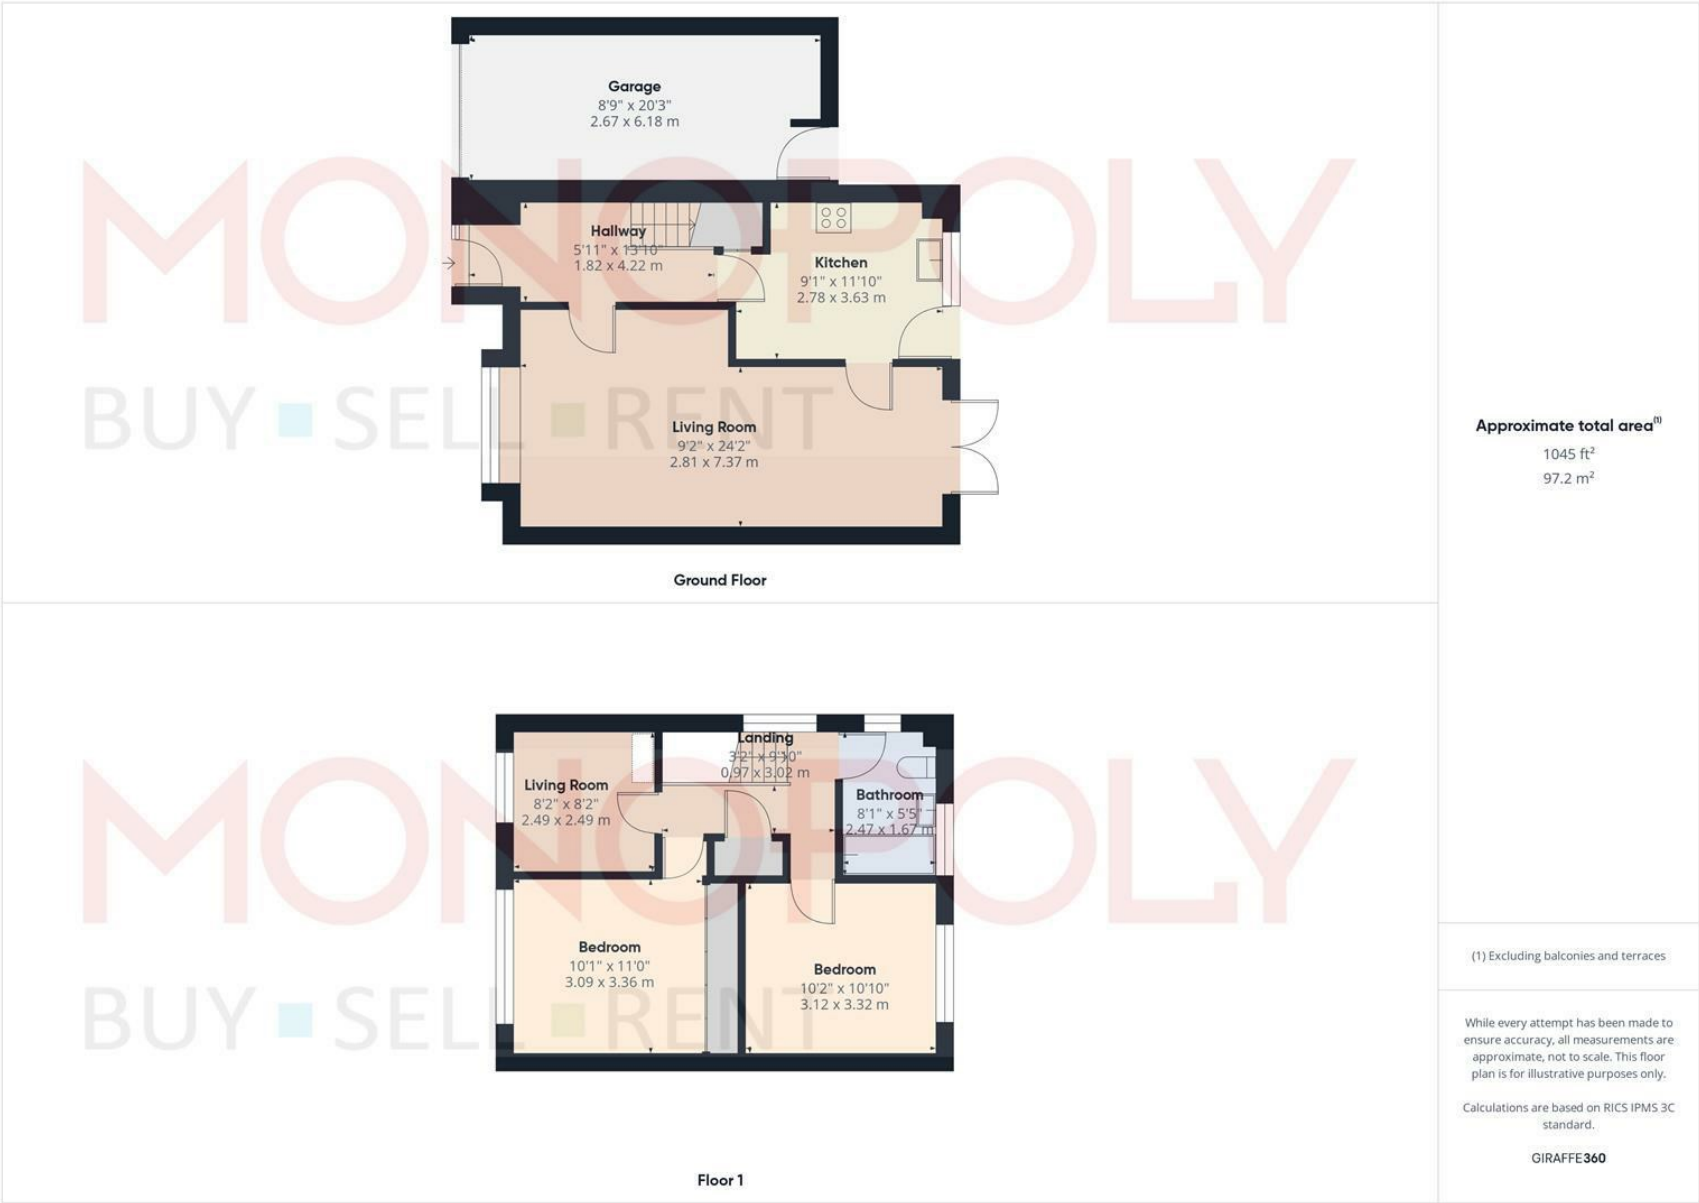 Garage
8'9" x 20'3"
2.67 x 6.18 m
MONOPOLY
Hallway
5'11" x 13'10"
1.82 x 4.22 m
Kitchen
9'1" x 11'10"
2.78 x 3.63 m
BUY SELL RENT
Living Room
9'2" x 24'2"
2.81 x 7.37 m
Ground Floor
Approximate total area(1)
1045 ft²
97.2 m²
Landing
3'2" x 9'10"
0.97 x 3.02 m
Living Room
8'2" x 8'2"
2.49 x 2.49 m
Bathroom
8'1" x 5'5"
2.47 x 1.67 m
MONOPOLY
Bedroom
10'1" x 11'0"
3.09 x 3.36 m
Bedroom
10'2" x 10'10"
3.12 x 3.32 m
BUY SELL RENT
Floor 1
(1) Excluding balconies and terraces
While every attempt has been made to
ensure accuracy, all measurements are
approximate, not to scale. This floor
plan is for illustrative purposes only.
Calculations are based on RICS IPMS 3C
standard.
GIRAFFE360